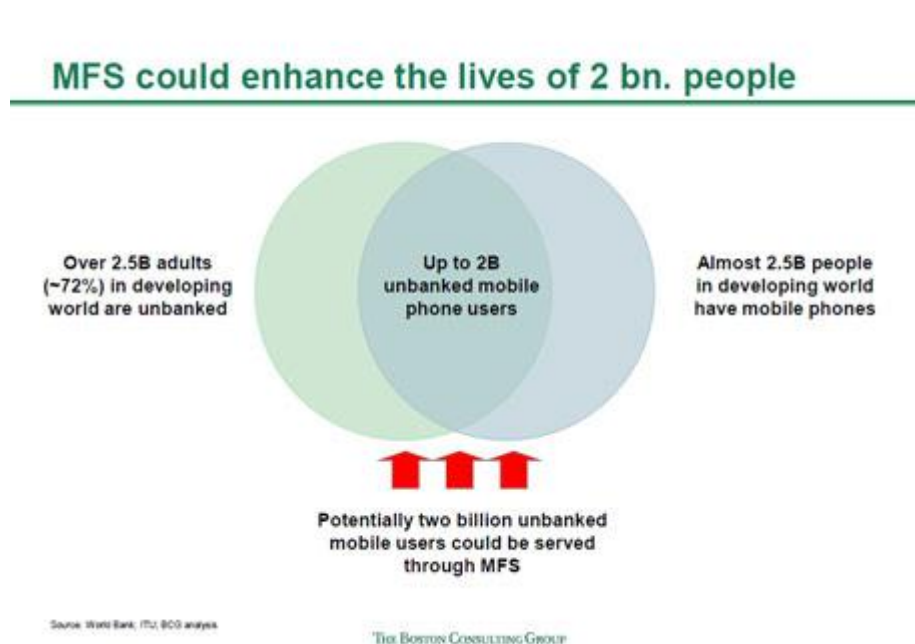 MFS could enhance the lives of 2 bn. people
Over 2.5B adults
(~72%) in developing
world are unbanked
Up to 2B
unbanked mobile
phone users
Almost 2.5B people
in developing world
have mobile phones
Potentially two billion unbanked
mobile users could be served
through MFS
Source: World Bank; ITU; BCG analysis
THE BOSTON CONSULTING GROUP